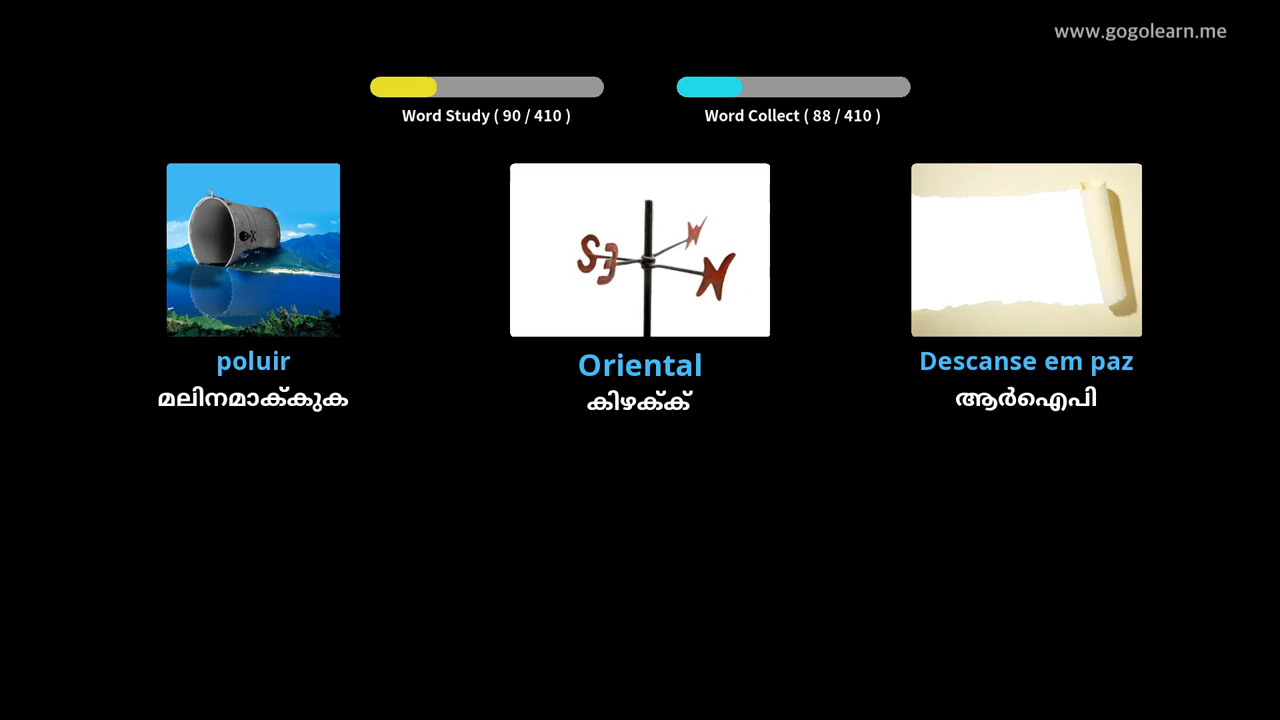 www.gogolearn.me
Word Study ( 90 / 410 )
Word Collect ( 88 / 410 )
S
W
E
N
poluir
Oriental
Descanse em paz
മലിനമാക്കുക
കിഴക്ക്
ആർഐപി